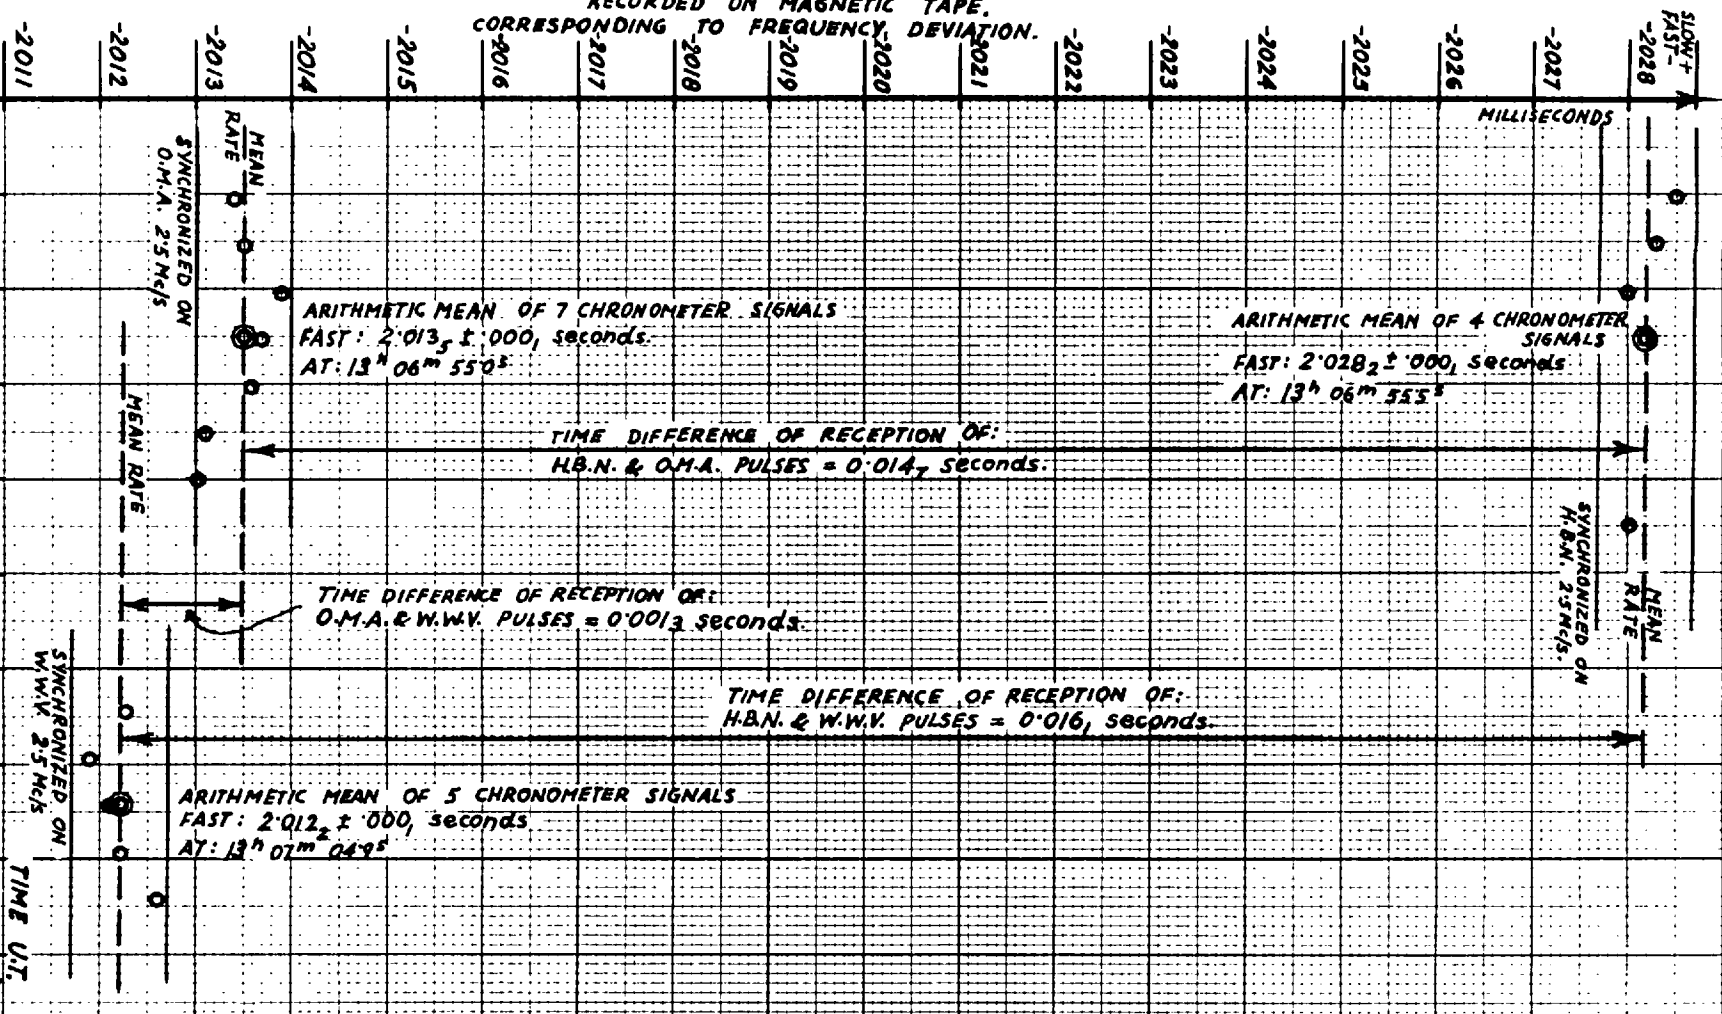 RECORDED ON MAGNETIC TAPE.
CORRESPONDING TO FREQUENCY DEVIATION.
SLOW +
FAST -
-2011
-2012
-2013
-2014
-2015
-2016
-2017
-2018
-2019
-2020
-2021
-2022
-2023
-2024
-2025
-2026
-2027
-2028
MILLISECONDS
MEAN
RATE
SYNCHRONIZED ON
O.M.A. 2·5 Mc/s
ARITHMETIC MEAN OF 7 CHRONOMETER SIGNALS
FAST: 2·013₅ ± ·000₁ seconds.
AT: 13ʰ 06ᵐ 55·0ˢ
ARITHMETIC MEAN OF 4 CHRONOMETER
SIGNALS
FAST: 2·028₂ ± ·000₁ seconds
AT: 13ʰ 06ᵐ 55·5ˢ
MEAN RATE
TIME DIFFERENCE OF RECEPTION OF:
H.B.N. & O.M.A. PULSES = 0·014₇ seconds.
SYNCHRONIZED ON
H.B.N. 2·5 Mc/s.
MEAN
RATE
TIME DIFFERENCE OF RECEPTION OF:
O.M.A. & W.W.V. PULSES = 0·001₃ seconds.
TIME DIFFERENCE OF RECEPTION OF:
H.B.N. & W.W.V. PULSES = 0·016₁ seconds.
SYNCHRONIZED ON
W.W.V. 2·5 Mc/s
ARITHMETIC MEAN OF 5 CHRONOMETER SIGNALS
FAST: 2·012₂ ± ·000₁ seconds
AT: 13ʰ 07ᵐ 04·9ˢ
TIME U.T.